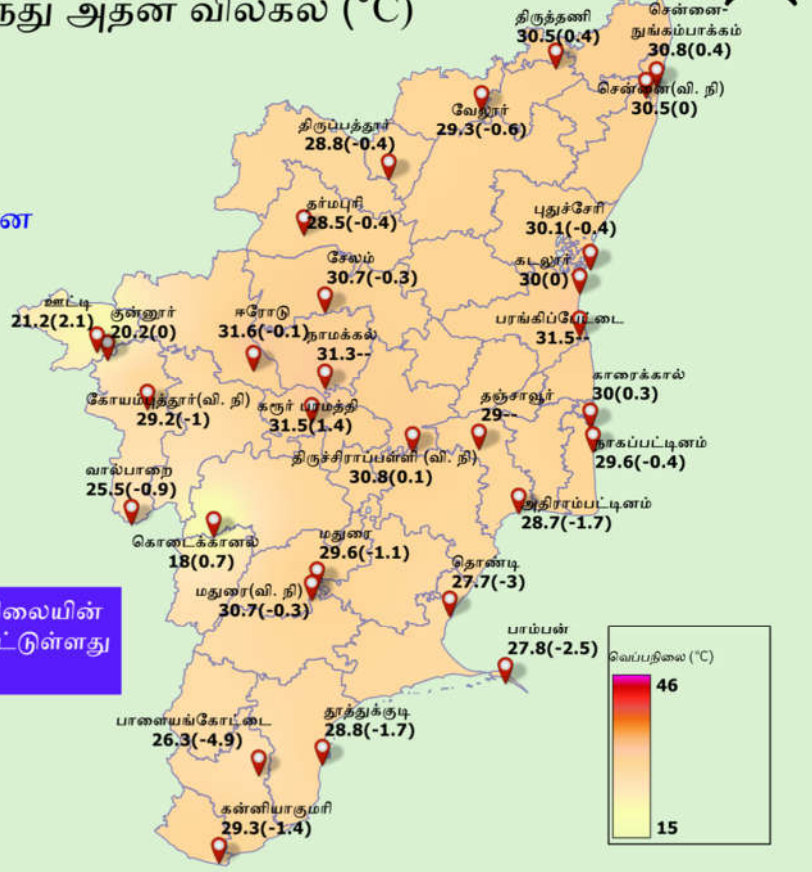 அதன விலகல (°C)
திருத்தணி
30.5(0.4)
சென்னை-
நுங்கம்பாக்கம்
30.8(0.4)
சென்னை(வி. நி)
30.5(0)
வேலூர்
29.3(-0.6)
திருப்பத்தூர்
28.8(-0.4)
தர்மபுரி
28.5(-0.4)
புதுச்சேரி
30.1(-0.4)
கடலூர்
30(0)
சேலம்
30.7(-0.3)
ஊட்டி
21.2(2.1)
குன்னூர்
20.2(0)
ஈரோடு
31.6(-0.1)
நாமக்கல்
31.3--
பரங்கிப்பேட்டை
31.5--
காரைக்கால்
30(0.3)
கோயம்புத்தூர்(வி. நி)
29.2(-1)
கரூர் பரமத்தி
31.5(1.4)
தஞ்சாவூர்
29--
நாகப்பட்டினம்
29.6(-0.4)
திருச்சிராப்பள்ளி (வி. நி)
30.8(0.1)
வால்பாறை
25.5(-0.9)
அதிராம்பட்டினம்
28.7(-1.7)
கொடைக்கானல்
18(0.7)
மதுரை
29.6(-1.1)
தொண்டி
27.7(-3)
மதுரை(வி. நி)
30.7(-0.3)
பாம்பன்
27.8(-2.5)
வெப்பநிலை (°C)
46
15
பாளையங்கோட்டை
26.3(-4.9)
தூத்துக்குடி
28.8(-1.7)
கன்னியாகுமரி
29.3(-1.4)